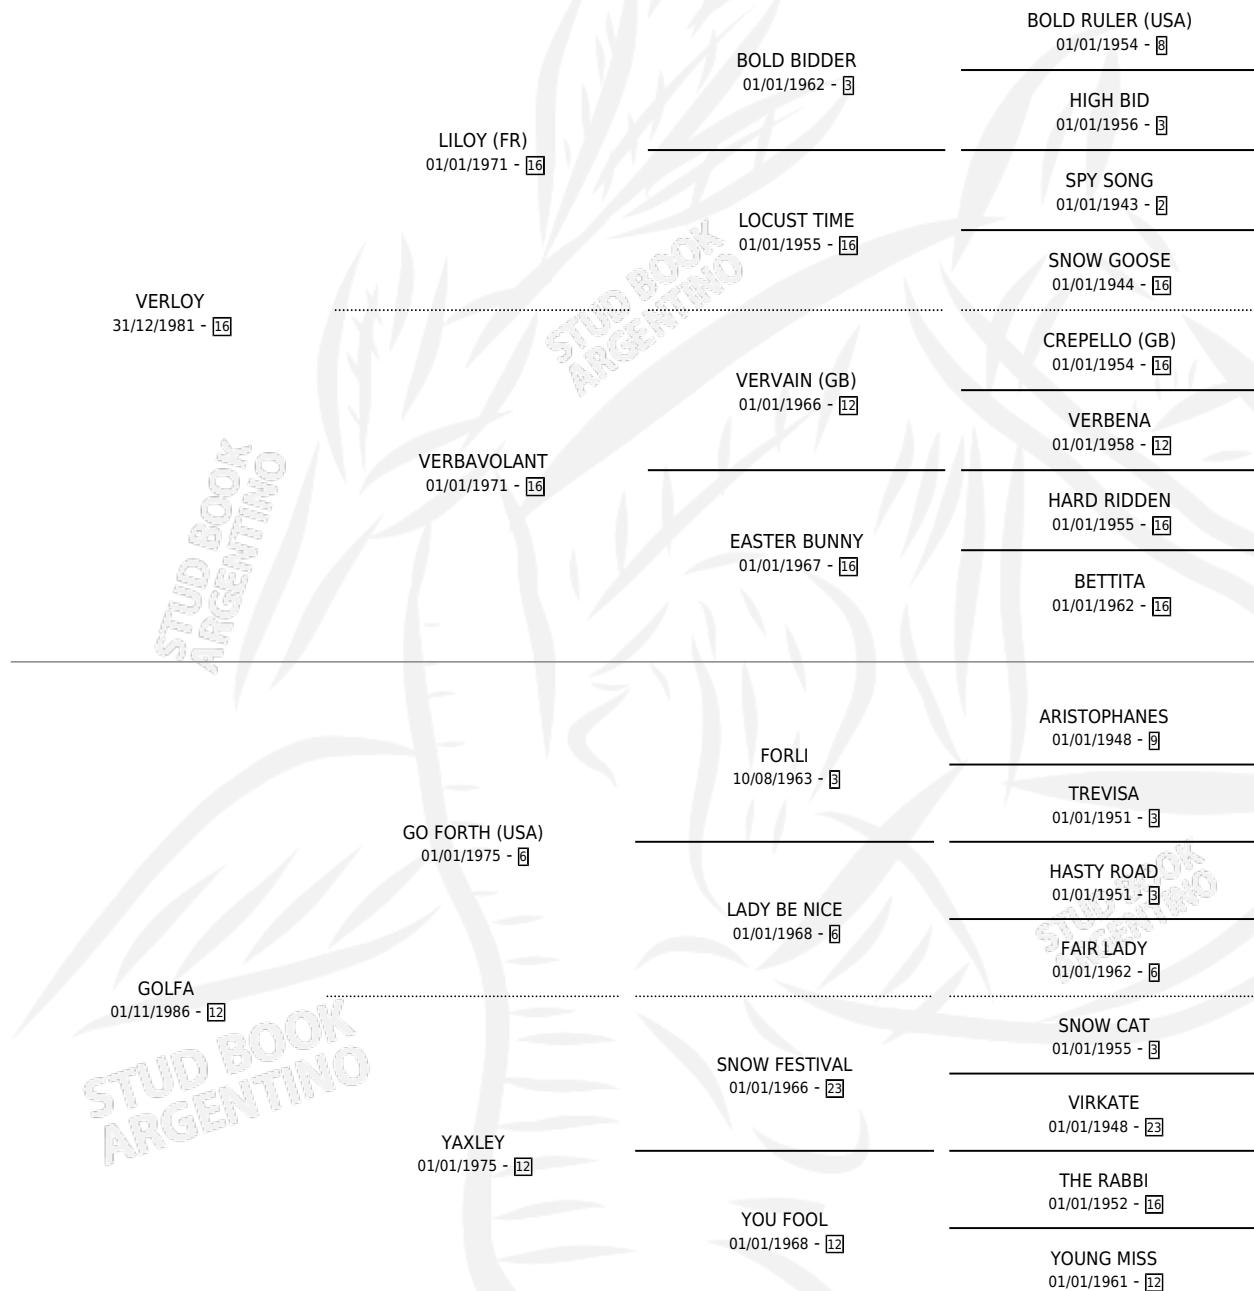 BOLD RULER (USA)
01/01/1954 - 8
BOLD BIDDER
01/01/1962 - 3
HIGH BID
01/01/1956 - 3
LILOY (FR)
01/01/1971 - 16
SPY SONG
01/01/1943 - 2
LOCUST TIME
01/01/1955 - 16
SNOW GOOSE
01/01/1944 - 16
VERLOY
31/12/1981 - 16
STUD BOOK
ARGENTINO
CREPELLO (GB)
01/01/1954 - 16
VERVAIN (GB)
01/01/1966 - 12
VERBENA
01/01/1958 - 12
VERBAVOLANT
01/01/1971 - 16
HARD RIDDEN
01/01/1955 - 16
EASTER BUNNY
01/01/1967 - 16
BETTITA
01/01/1962 - 16
STUD BOOK
ARGENTINO
ARISTOPHANES
01/01/1948 - 9
FORLI
10/08/1963 - 3
TREVISA
01/01/1951 - 3
GO FORTH (USA)
01/01/1975 - 6
HASTY ROAD
01/01/1951 - 3
LADY BE NICE
01/01/1968 - 6
FAIR LADY
01/01/1962 - 6
STUD BOOK
ARGENTINO
GOLFA
01/11/1986 - 12
STUD BOOK
ARGENTINO
SNOW CAT
01/01/1955 - 3
SNOW FESTIVAL
01/01/1966 - 23
VIRKATE
01/01/1948 - 23
YAXLEY
01/01/1975 - 12
THE RABBI
01/01/1952 - 16
YOU FOOL
01/01/1968 - 12
YOUNG MISS
01/01/1961 - 12